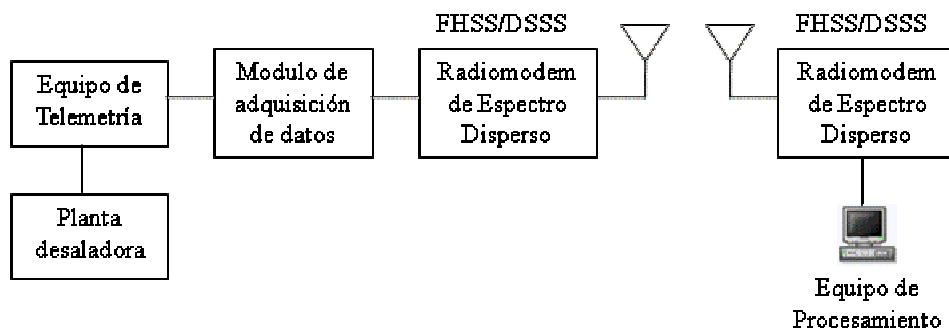 FHSS/DSSS
FHSS/DSSS
Equipo de
Telemetría
Modulo de
adquisición
de datos
Radiomodem
de Espectro
Disperso
Radiomodem
de Espectro
Disperso
Planta
desaladora
Equipo de
Procesamiento